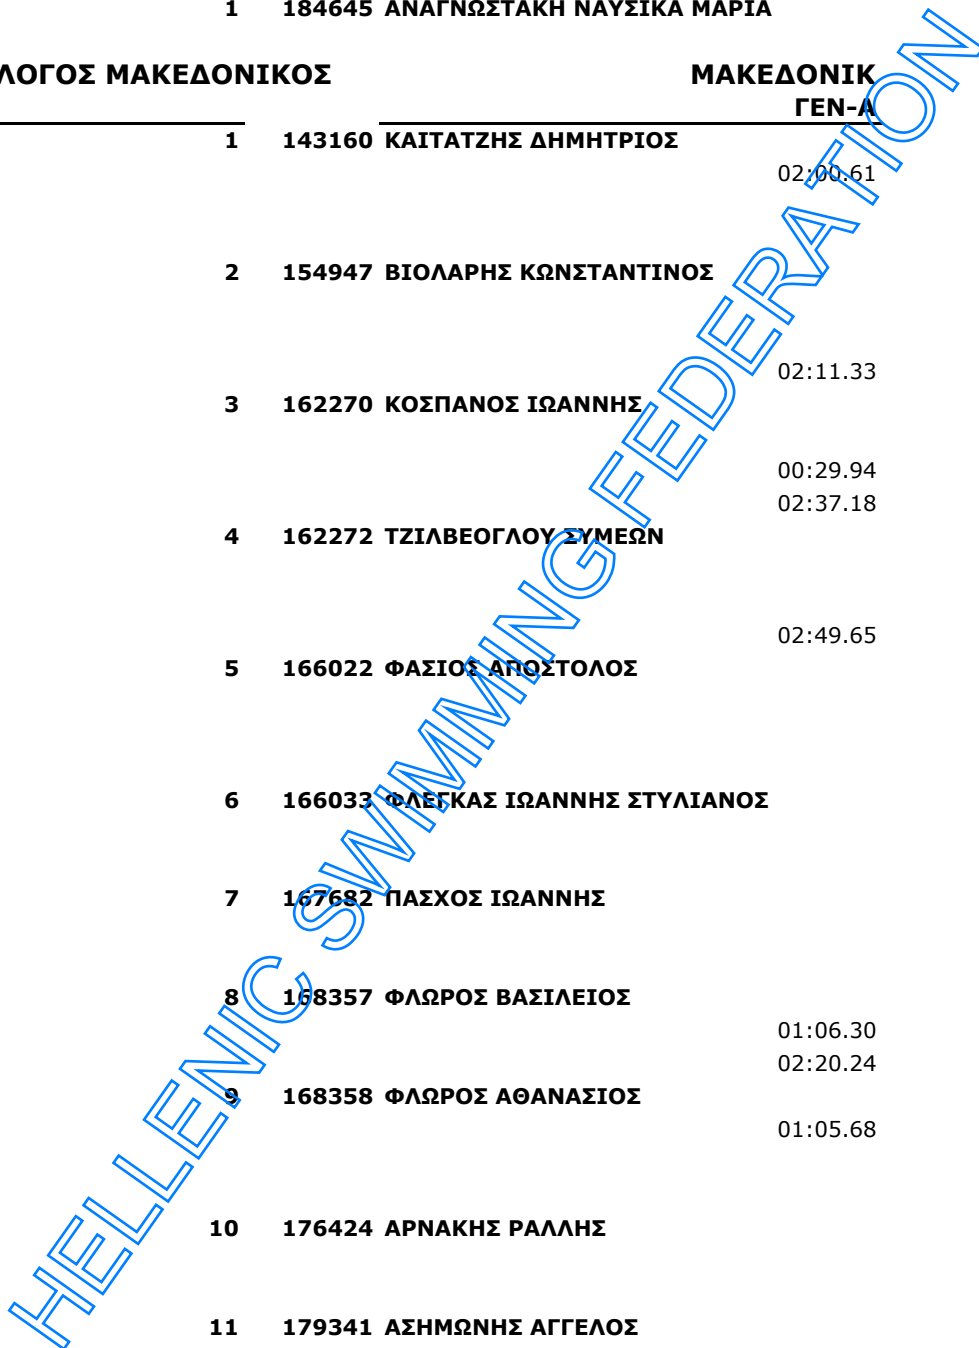 1 184645 ΑΝΑΓΝΩΣΤΑΚΗ ΝΑΥΣΙΚΑ ΜΑΡΙΑ
ΛΟΓΟΣ ΜΑΚΕΔΟΝΙΚΟΣ ΜΑΚΕΔΟΝΙΚ
ΓΕΝ-Α
1 143160 ΚΑΙΤΑΤΖΗΣ ΔΗΜΗΤΡΙΟΣ
02:00.61
2 154947 ΒΙΟΛΑΡΗΣ ΚΩΝΣΤΑΝΤΙΝΟΣ
02:11.33
3 162270 ΚΟΣΠΑΝΟΣ ΙΩΑΝΝΗΣ
00:29.94
02:37.18
4 162272 ΤΖΙΛΒΕΟΓΛΟΥ ΣΥΜΕΩΝ
02:49.65
5 166022 ΦΑΣΙΟΣ ΑΠΟΣΤΟΛΟΣ
6 166033 ΦΛΕΓΚΑΣ ΙΩΑΝΝΗΣ ΣΤΥΛΙΑΝΟΣ
7 167682 ΠΑΣΧΟΣ ΙΩΑΝΝΗΣ
8 168357 ΦΛΩΡΟΣ ΒΑΣΙΛΕΙΟΣ
01:06.30
02:20.24
9 168358 ΦΛΩΡΟΣ ΑΘΑΝΑΣΙΟΣ
01:05.68
10 176424 ΑΡΝΑΚΗΣ ΡΑΛΛΗΣ
11 179341 ΑΣΗΜΩΝΗΣ ΑΓΓΕΛΟΣ
HELLENIC SWIMMING FEDERATION